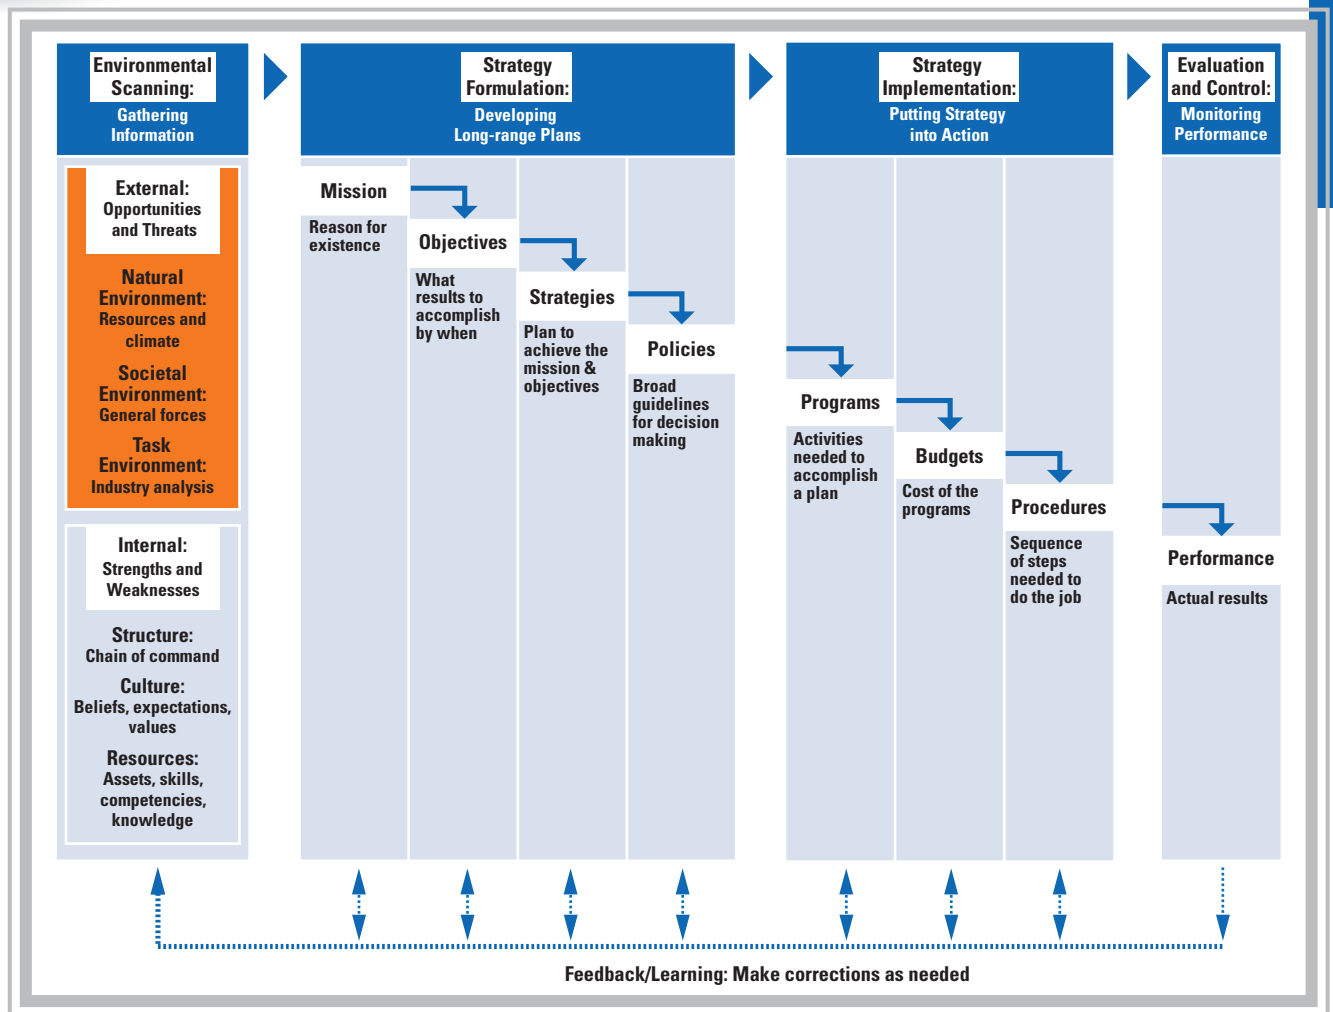 Environmental
Scanning:
Gathering
Information
External:
Opportunities
and Threats
Natural
Environment:
Resources and
climate
Societal
Environment:
General forces
Task
Environment:
Industry analysis
Internal:
Strengths and
Weaknesses
Structure:
Chain of command
Culture:
Beliefs, expectations,
values
Resources:
Assets, skills,
competencies,
knowledge
Strategy
Formulation:
Developing
Long-range Plans
Mission
Reason for
existence
Objectives
What
results to
accomplish
by when
Strategies
Plan to
achieve the
mission &
objectives
Policies
Broad
guidelines
for decision
making
Strategy
Implementation:
Putting Strategy
into Action
Programs
Activities
needed to
accomplish
a plan
Budgets
Cost of the
programs
Procedures
Sequence
of steps
needed to
do the job
Evaluation
and Control:
Monitoring
Performance
Performance
Actual results
Feedback/Learning: Make corrections as needed